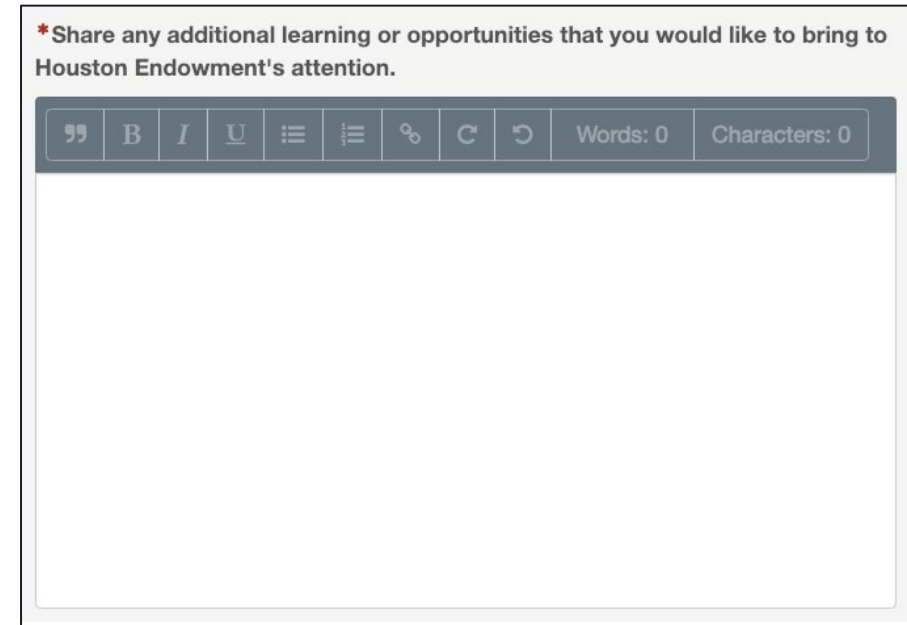 *Share any additional learning or opportunities that you would like to bring to
Houston Endowment's attention.
B I U Words: 0 Characters: 0